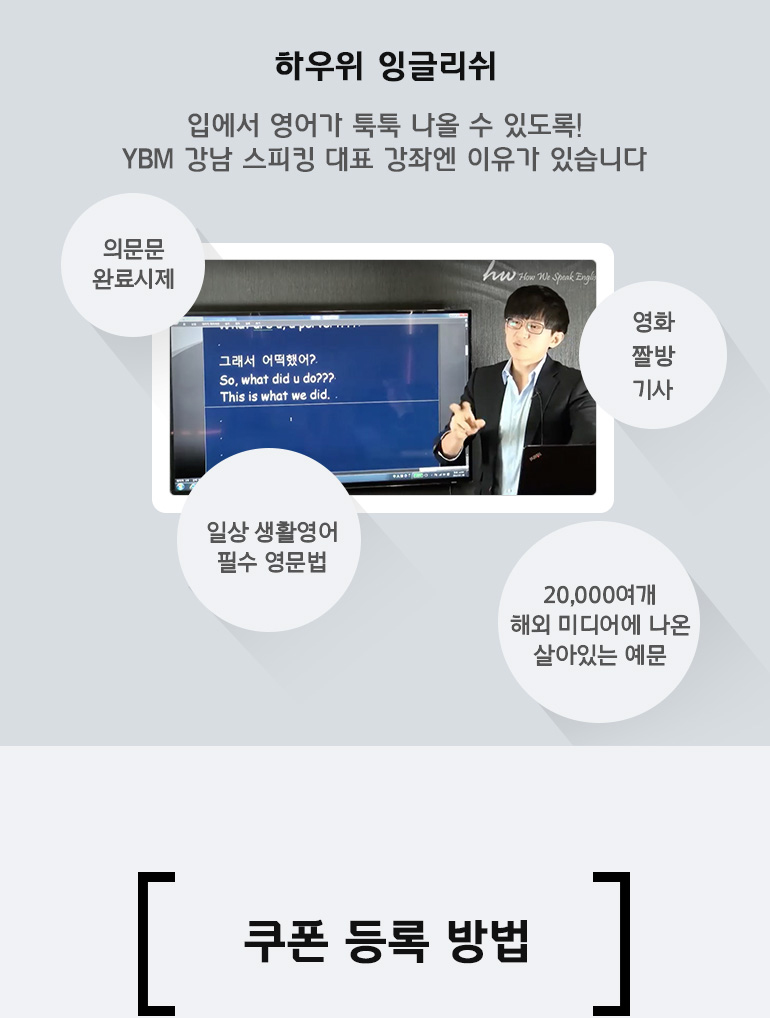 하우위 잉글리쉬
입에서 영어가 툭툭 나올 수 있도록!
YBM 강남 스피킹 대표 강좌엔 이유가 있습니다
의문문
완료시제
hw How We Speak Engli
영화
짤방
기사
그래서 어떡했어?
So, what did u do???
This is what we did.
일상 생활영어
필수 영문법
20,000여개
해외 미디어에 나온
살아있는 예문
쿠폰 등록 방법